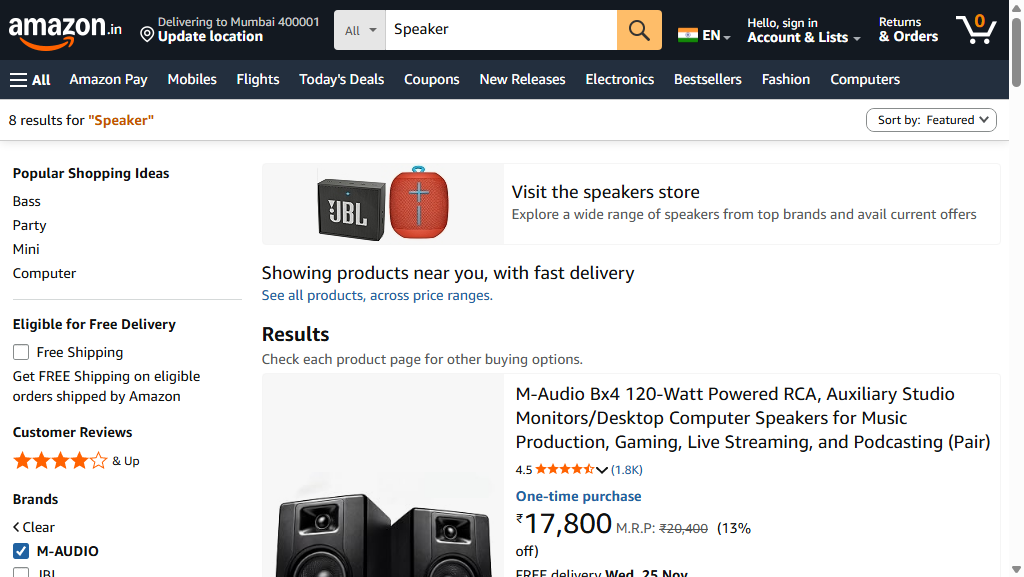 amazon.in
Delivering to Mumbai 400001
Update location
All
Speaker
EN
Hello, sign in
Account & Lists
Returns
& Orders
0
All
Amazon Pay
Mobiles
Flights
Today's Deals
Coupons
New Releases
Electronics
Bestsellers
Fashion
Computers
8 results for "Speaker"
Sort by: Featured
Popular Shopping Ideas
Bass
Party
Mini
Computer
Eligible for Free Delivery
Free Shipping
Get FREE Shipping on eligible
orders shipped by Amazon
Customer Reviews
& Up
Brands
Clear
M-AUDIO
JBL
JBL
Visit the speakers store
Explore a wide range of speakers from top brands and avail current offers
Showing products near you, with fast delivery
See all products, across price ranges.
Results
Check each product page for other buying options.
M-Audio Bx4 120-Watt Powered RCA, Auxiliary Studio
Monitors/Desktop Computer Speakers for Music
Production, Gaming, Live Streaming, and Podcasting (Pair)
4.5 (1.8K)
One-time purchase
₹17,800 M.R.P: ₹20,400 (13%
off)
FREE delivery Wed, 25 Nov